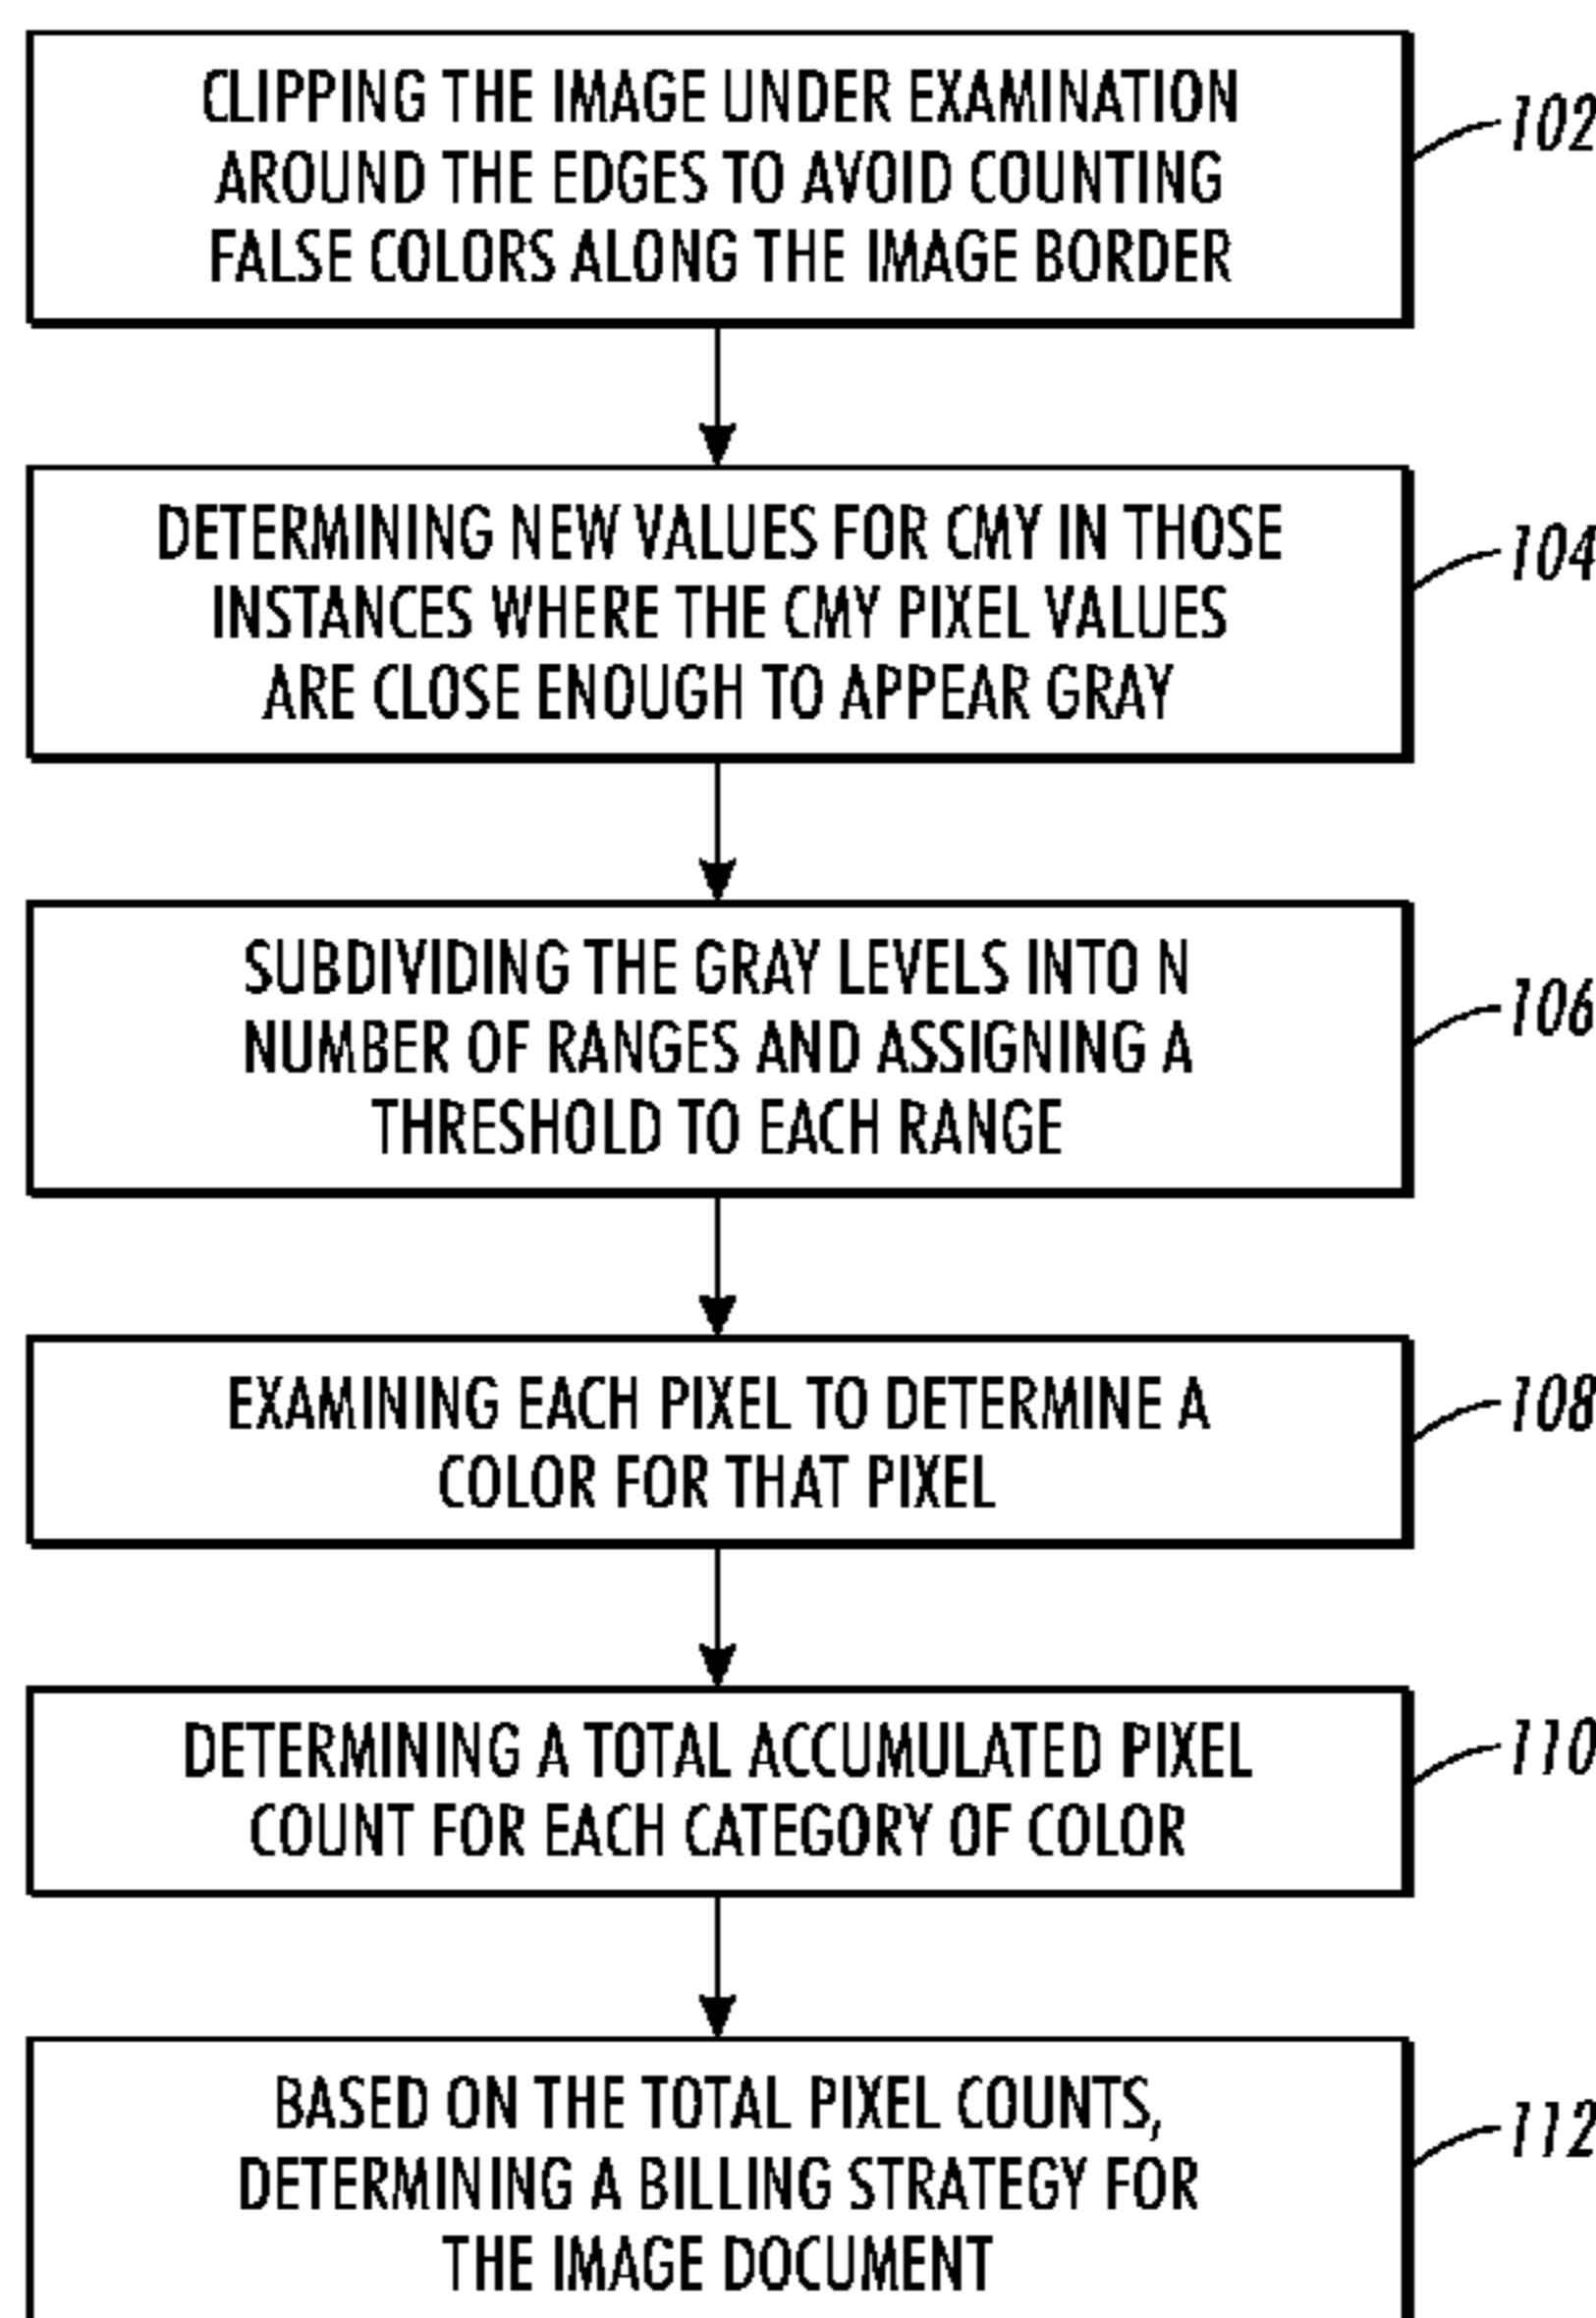 CLIPPING THE IMAGE UNDER EXAMINATION
AROUND THE EDGES TO AVOID COUNTING
FALSE COLORS ALONG THE IMAGE BORDER
102
DETERMINING NEW VALUES FOR CMY IN THOSE
INSTANCES WHERE THE CMY PIXEL VALUES
ARE CLOSE ENOUGH TO APPEAR GRAY
104
SUBDIVIDING THE GRAY LEVELS INTO N
NUMBER OF RANGES AND ASSIGNING A
THRESHOLD TO EACH RANGE
106
EXAMINING EACH PIXEL TO DETERMINE A
COLOR FOR THAT PIXEL
108
DETERMINING A TOTAL ACCUMULATED PIXEL
COUNT FOR EACH CATEGORY OF COLOR
110
BASED ON THE TOTAL PIXEL COUNTS,
DETERMINING A BILLING STRATEGY FOR
THE IMAGE DOCUMENT
112